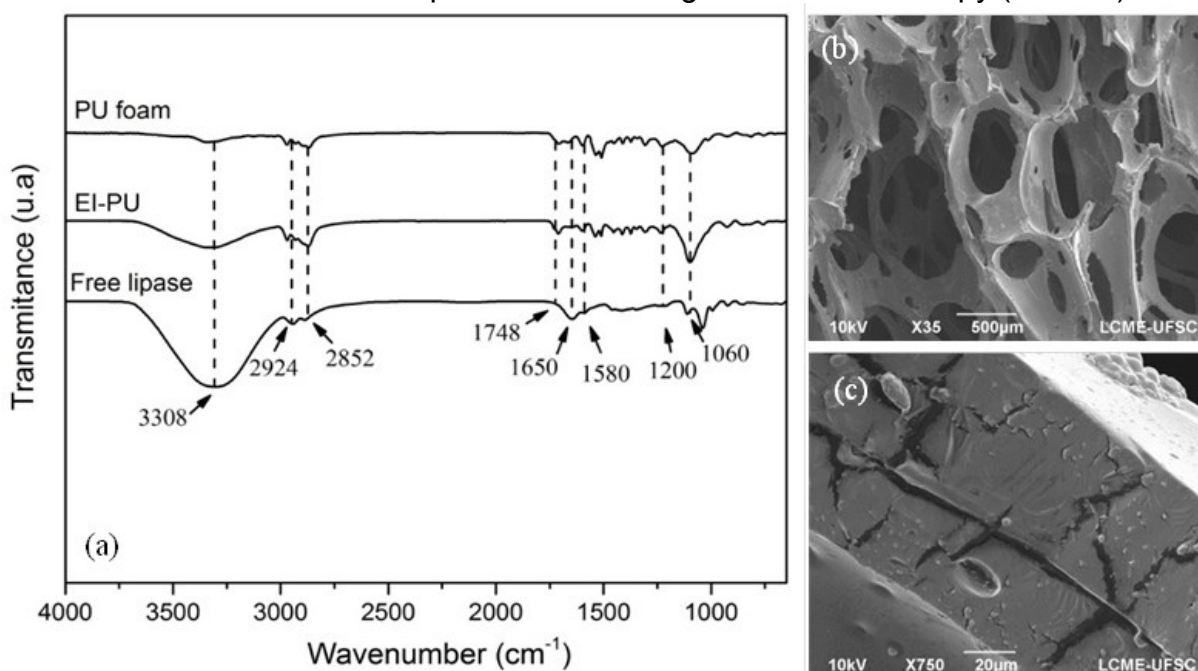 PU foam
EI-PU
Free lipase
Transmitance (u.a)
2924
2852
3308
1748
1650
1580
1200
1060
(a)
4000 3500 3000 2500 2000 1500 1000
Wavenumber (cm-1)
(b)
10kV X35 500µm LCME-UFSC
(c)
10kV X750 20µm LCME-UFSC